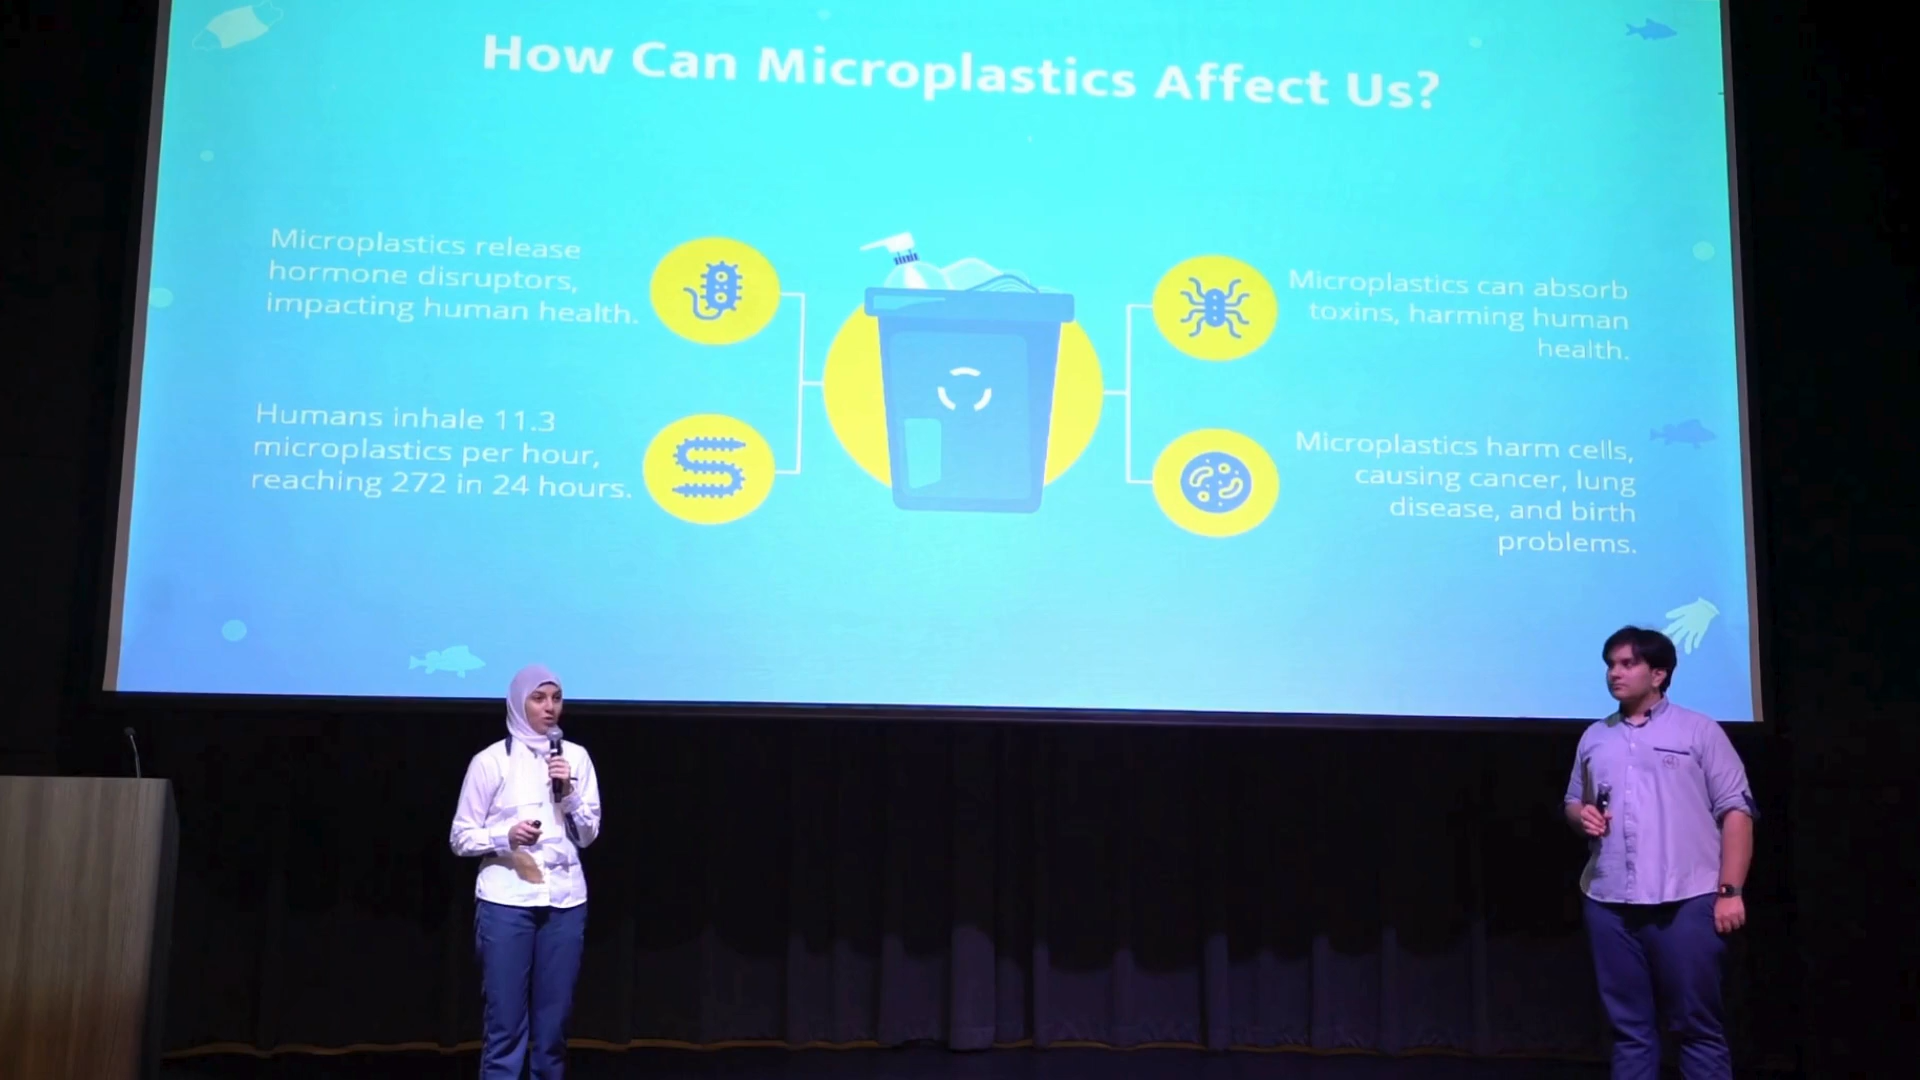 How Can Microplastics Affect Us?
Microplastics release
hormone disruptors,
impacting human health.
Humans inhale 11.3
microplastics per hour,
reaching 272 in 24 hours.
Microplastics can absorb
toxins, harming human
health.
Microplastics harm cells,
causing cancer, lung
disease, and birth
problems.